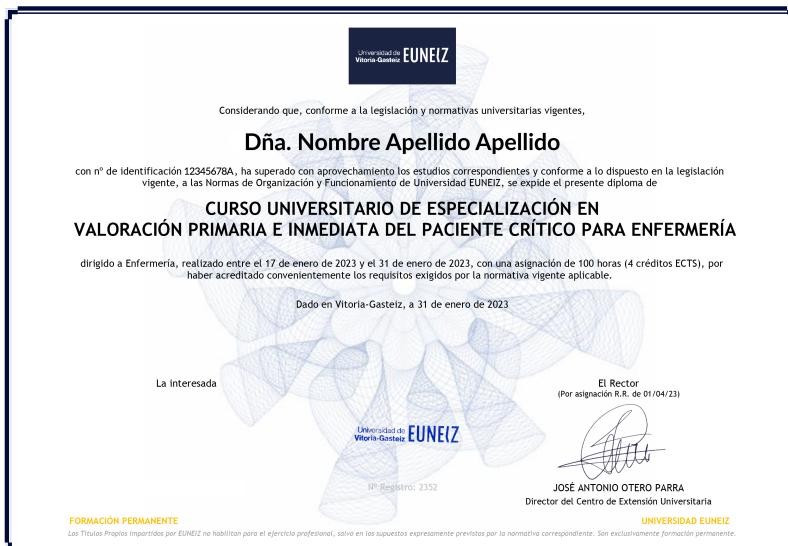 Universidad de
Vitoria-Gasteiz EUNEIZ
Considerando que, conforme a la legislación y normativas universitarias vigentes,
Dña. Nombre Apellido Apellido
con nº de identificación 12345678A, ha superado con aprovechamiento los estudios correspondientes y conforme a lo dispuesto en la legislación
vigente, a las Normas de Organización y Funcionamiento de Universidad EUNEIZ, se expide el presente diploma de
CURSO UNIVERSITARIO DE ESPECIALIZACIÓN EN
VALORACIÓN PRIMARIA E INMEDIATA DEL PACIENTE CRÍTICO PARA ENFERMERÍA
dirigido a Enfermería, realizado entre el 17 de enero de 2023 y el 31 de enero de 2023, con una asignación de 100 horas (4 créditos ECTS), por
haber acreditado convenientemente los requisitos exigidos por la normativa vigente aplicable.
Dado en Vitoria-Gasteiz, a 31 de enero de 2023
La interesada
El Rector
(Por asignación R.R. de 01/04/23)
Universidad de
Vitoria-Gasteiz EUNEIZ
Nº Registro: 2352
JOSÉ ANTONIO OTERO PARRA
Director del Centro de Extensión Universitaria
FORMACIÓN PERMANENTE
UNIVERSIDAD EUNEIZ
Los Títulos Propios impartidos por EUNEIZ no habilitan para el ejercicio profesional, salvo en los supuestos expresamente previstos por la normativa correspondiente. Son exclusivamente formación permanente.